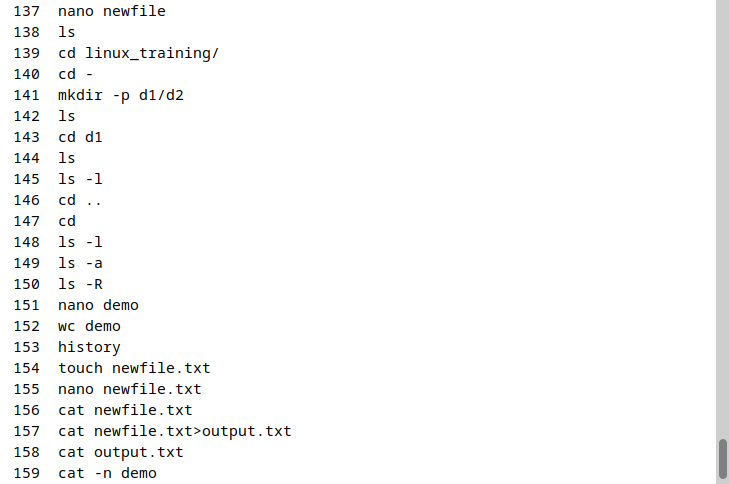 137 nano newfile
138 ls
139 cd linux_training/
140 cd -
141 mkdir -p d1/d2
142 ls
143 cd d1
144 ls
145 ls -l
146 cd ..
147 cd
148 ls -l
149 ls -a
150 ls -R
151 nano demo
152 wc demo
153 history
154 touch newfile.txt
155 nano newfile.txt
156 cat newfile.txt
157 cat newfile.txt>output.txt
158 cat output.txt
159 cat -n demo